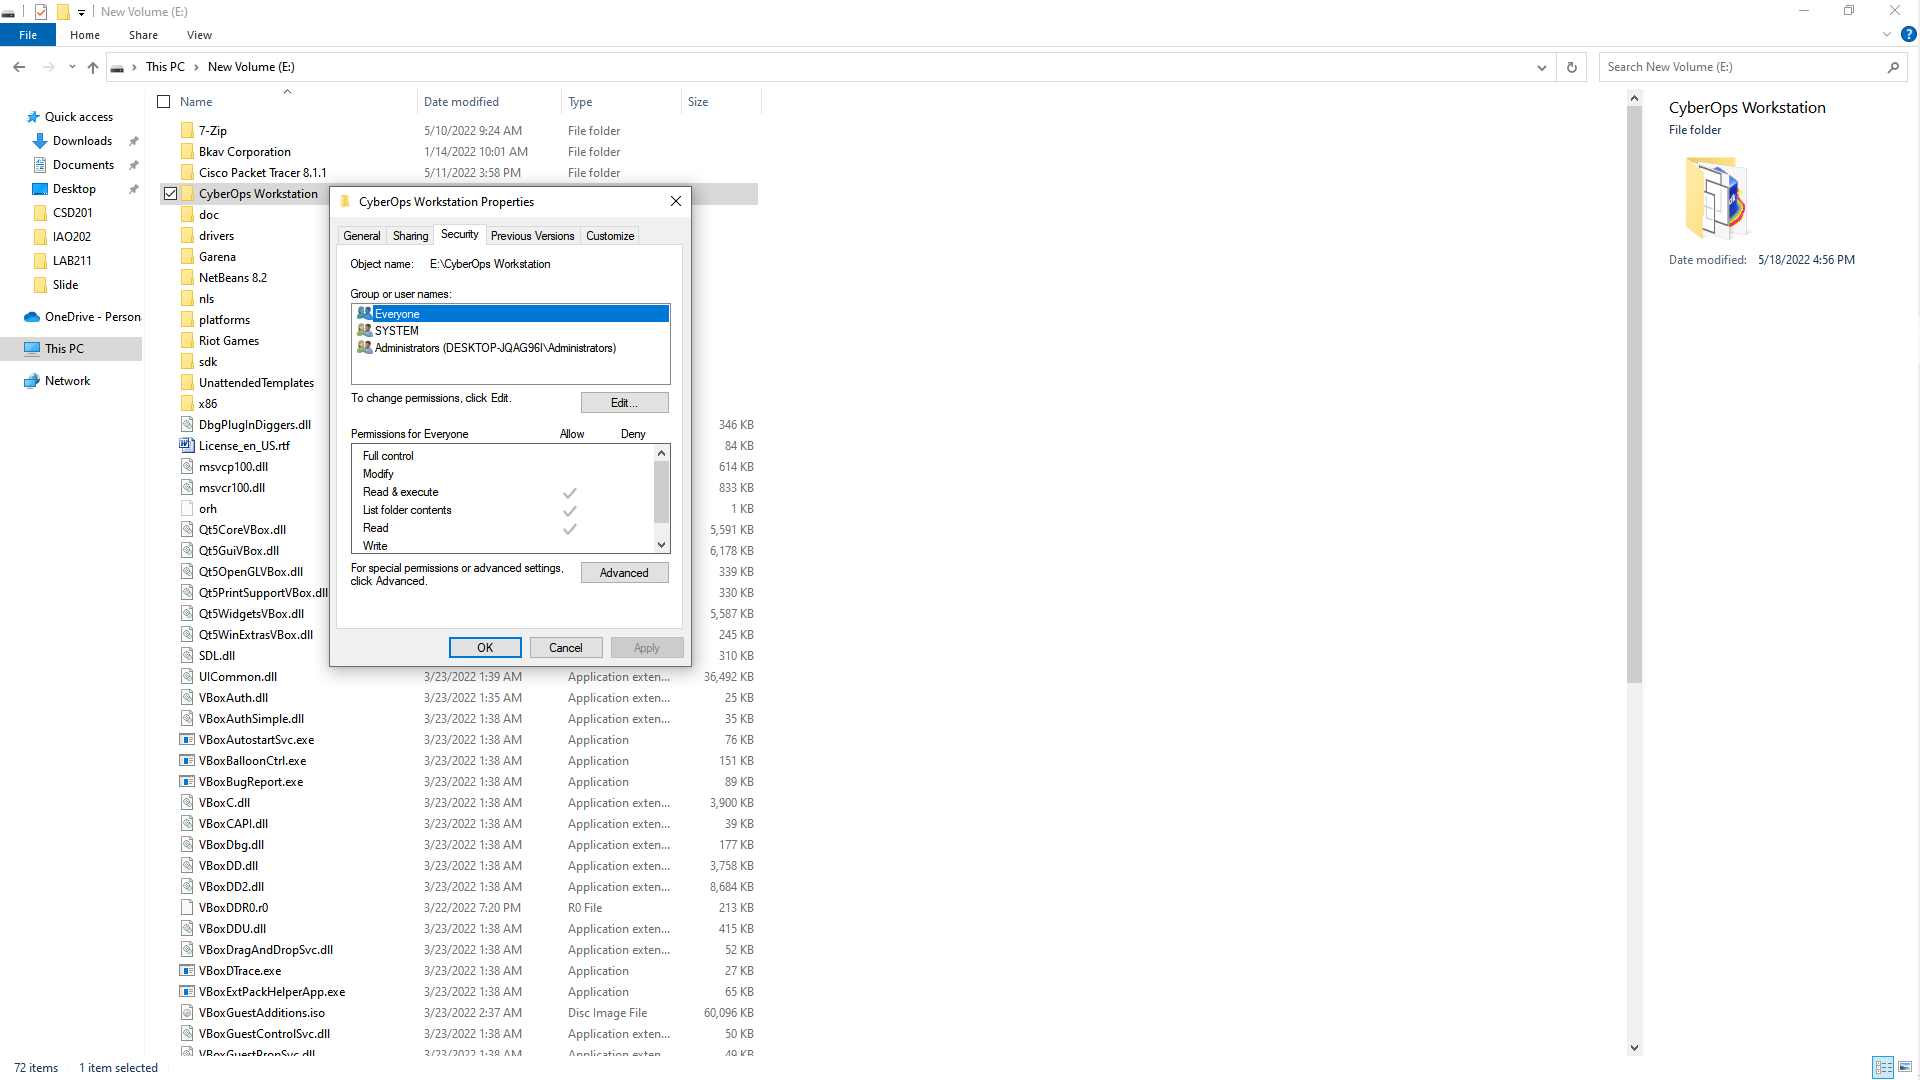 New Volume (E:)
File Home Share View
This PC New Volume (E:) Search New Volume (E:)
Quick access
Downloads
Documents
Desktop
CSD201
IAO202
LAB211
Slide
OneDrive - Person
This PC
Network
Name Date modified Type Size
7-Zip 5/10/2022 9:24 AM File folder
Bkav Corporation 1/14/2022 10:01 AM File folder
Cisco Packet Tracer 8.1.1 5/11/2022 3:58 PM File folder
CyberOps Workstation
doc
drivers
Garena
NetBeans 8.2
nls
platforms
Riot Games
sdk
UnattendedTemplates
x86
DbgPlugInDiggers.dll 346 KB
License_en_US.rtf 84 KB
msvcp100.dll 614 KB
msvcr100.dll 833 KB
orh 1 KB
Qt5CoreVBox.dll 5,591 KB
Qt5GuiVBox.dll 6,178 KB
Qt5OpenGLVBox.dll 339 KB
Qt5PrintSupportVBox.dll 330 KB
Qt5WidgetsVBox.dll 5,587 KB
Qt5WinExtrasVBox.dll 245 KB
SDL.dll 310 KB
UICommon.dll 3/23/2022 1:39 AM Application exten... 36,492 KB
VBoxAuth.dll 3/23/2022 1:35 AM Application exten... 25 KB
VBoxAuthSimple.dll 3/23/2022 1:38 AM Application exten... 35 KB
VBoxAutostartSvc.exe 3/23/2022 1:38 AM Application 76 KB
VBoxBalloonCtrl.exe 3/23/2022 1:38 AM Application 151 KB
VBoxBugReport.exe 3/23/2022 1:38 AM Application 89 KB
VBoxC.dll 3/23/2022 1:38 AM Application exten... 3,900 KB
VBoxCAPI.dll 3/23/2022 1:38 AM Application exten... 39 KB
VBoxDbg.dll 3/23/2022 1:38 AM Application exten... 177 KB
VBoxDD.dll 3/23/2022 1:38 AM Application exten... 3,758 KB
VBoxDD2.dll 3/23/2022 1:38 AM Application exten... 8,684 KB
VBoxDDR0.r0 3/22/2022 7:20 PM R0 File 213 KB
VBoxDDU.dll 3/23/2022 1:38 AM Application exten... 415 KB
VBoxDragAndDropSvc.dll 3/23/2022 1:38 AM Application exten... 52 KB
VBoxDTrace.exe 3/23/2022 1:38 AM Application 27 KB
VBoxExtPackHelperApp.exe 3/23/2022 1:38 AM Application 65 KB
VBoxGuestAdditions.iso 3/23/2022 2:37 AM Disc Image File 60,096 KB
VBoxGuestControlSvc.dll 3/23/2022 1:38 AM Application exten... 50 KB
VBoxGuestPropSvc.dll 3/23/2022 1:38 AM Application exten... 49 KB
CyberOps Workstation Properties
General Sharing Security Previous Versions Customize
Object name: E:\CyberOps Workstation
Group or user names:
Everyone
SYSTEM
Administrators (DESKTOP-JQAG96I\Administrators)
To change permissions, click Edit.
Edit...
Permissions for Everyone Allow Deny
Full control
Modify
Read & execute
List folder contents
Read
Write
For special permissions or advanced settings,
click Advanced.
Advanced
OK Cancel Apply
CyberOps Workstation
File folder
Date modified: 5/18/2022 4:56 PM
72 items 1 item selected